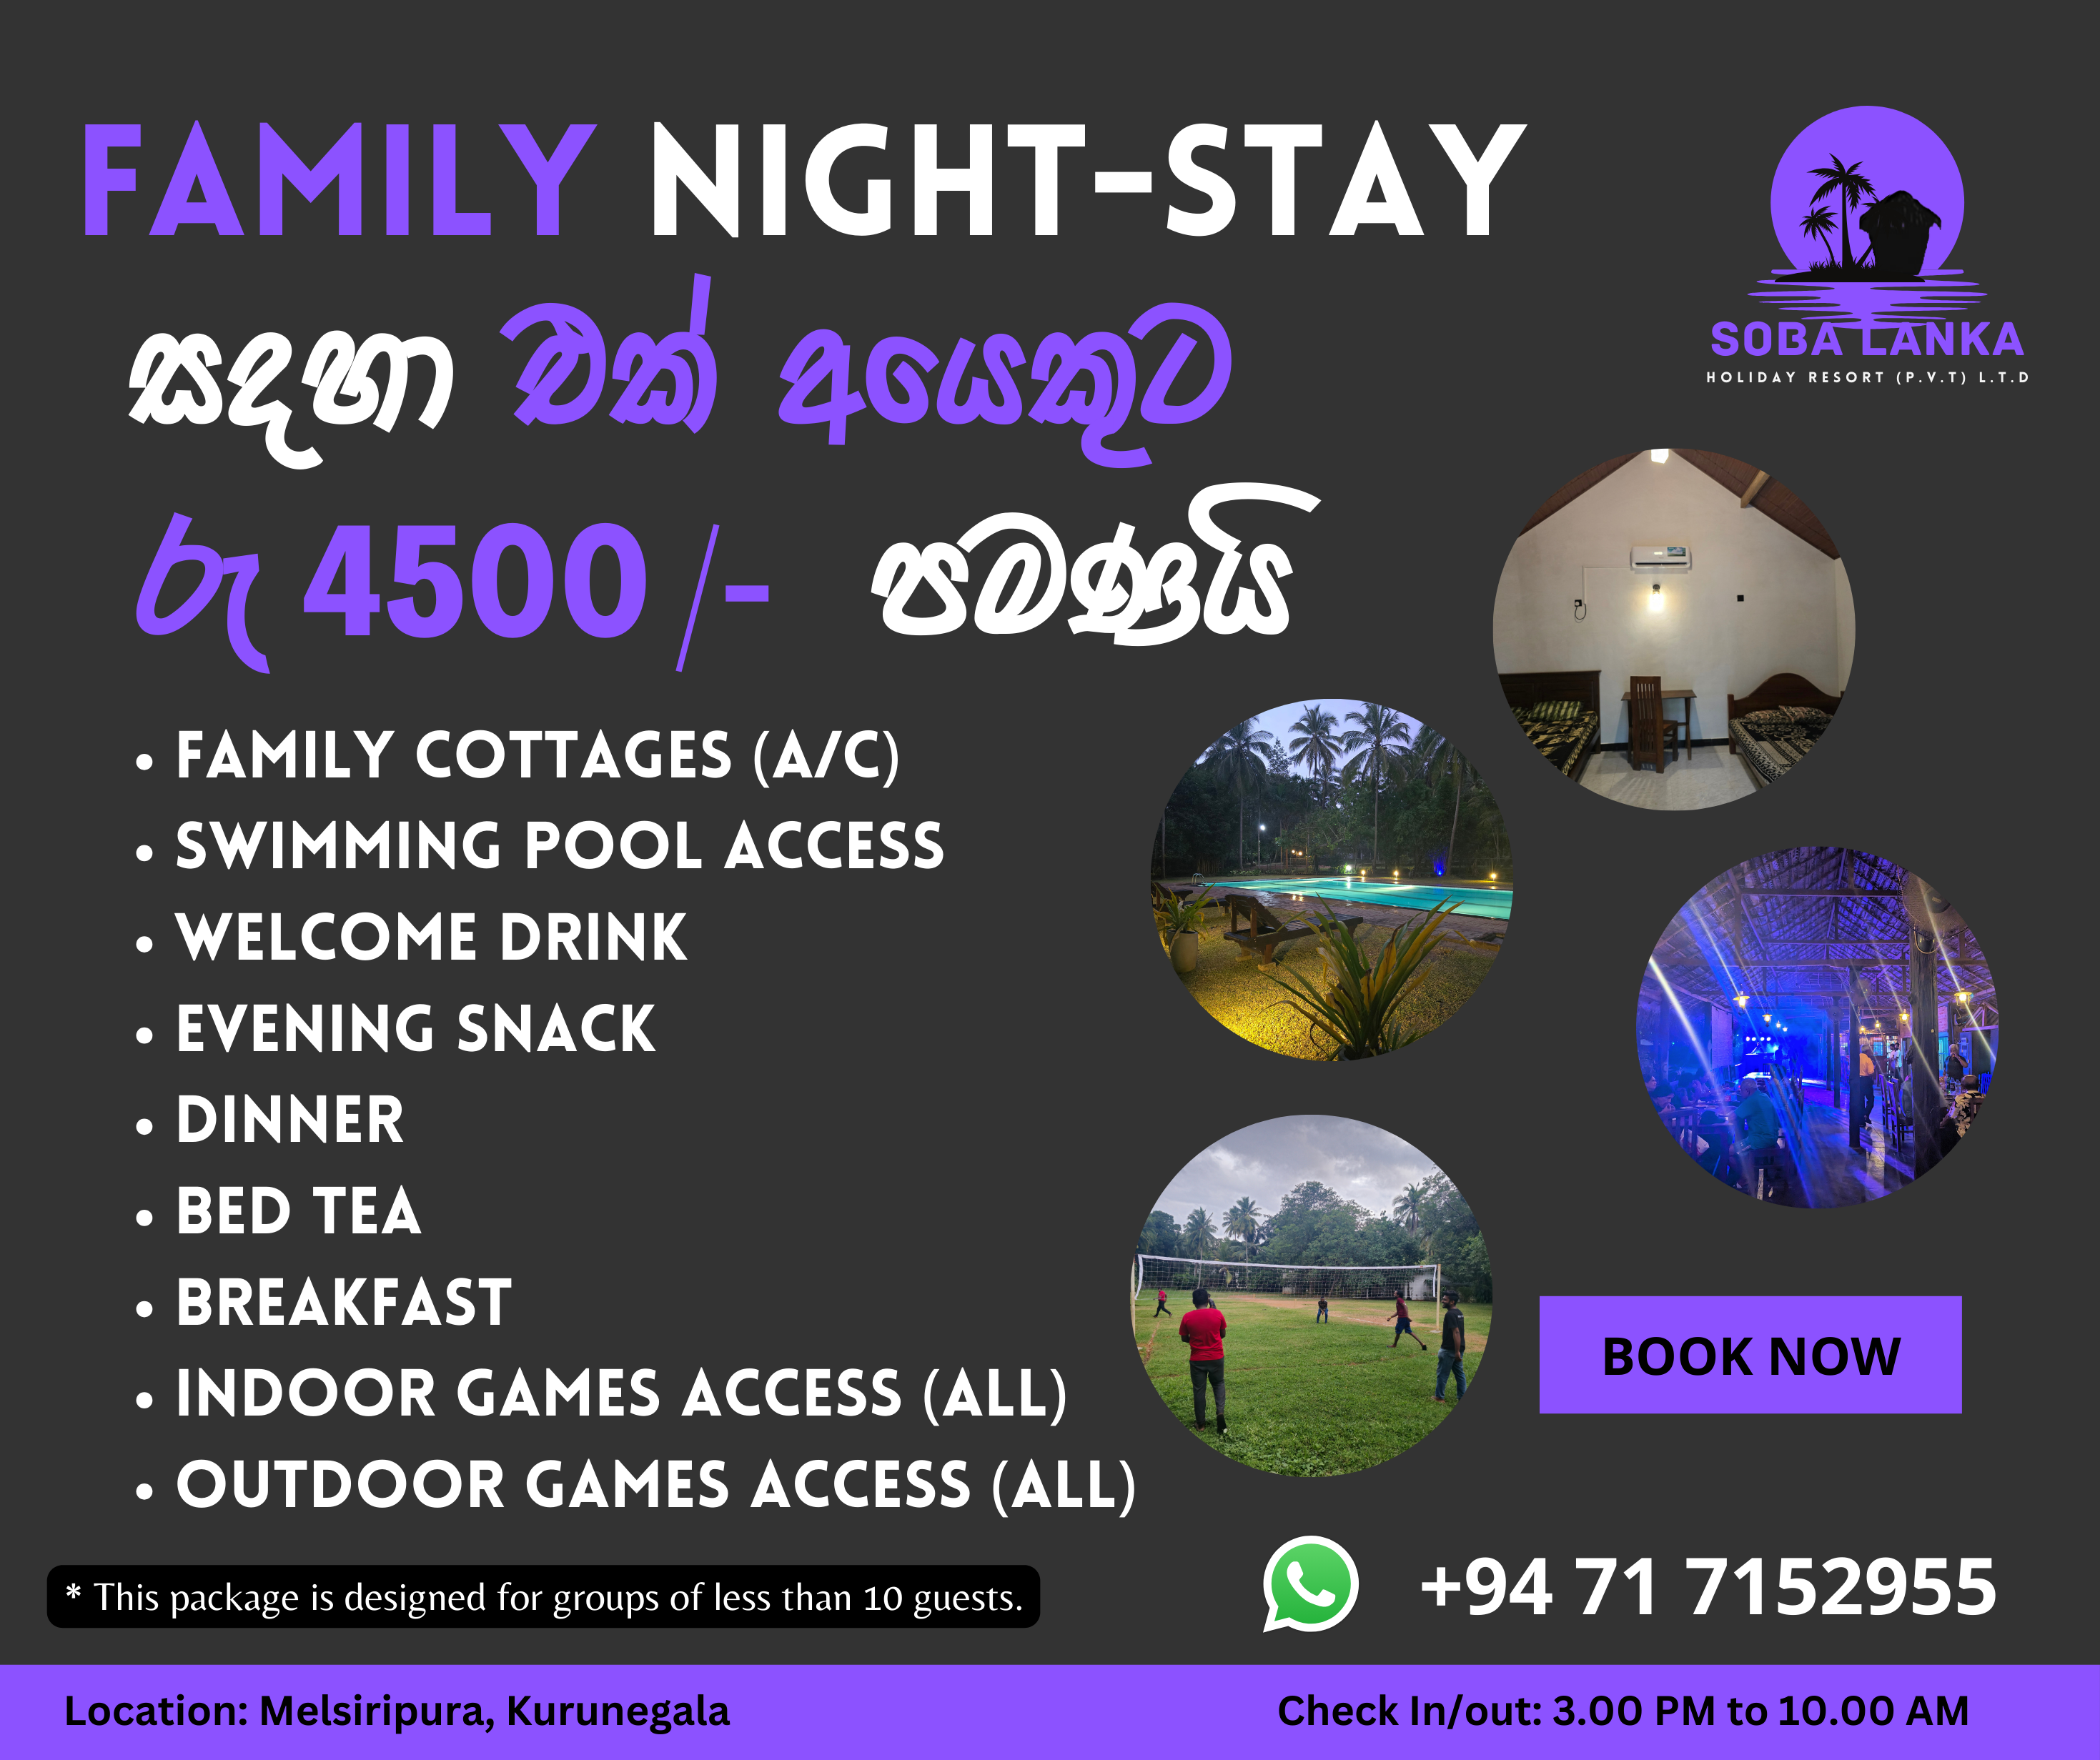 FAMILY NIGHT-STAY
සඳහා එක් අයෙකුට
රු 4500/- පමණයි
SOBA LANKA
HOLIDAY RESORT (P.V.T) L.T.D
• FAMILY COTTAGES (A/C)
• SWIMMING POOL ACCESS
• WELCOME DRINK
• EVENING SNACK
• DINNER
• BED TEA
• BREAKFAST
• INDOOR GAMES ACCESS (ALL)
• OUTDOOR GAMES ACCESS (ALL)
BOOK NOW
* This package is designed for groups of less than 10 guests.
+94 71 7152955
Location: Melsiripura, Kurunegala
Check In/out: 3.00 PM to 10.00 AM